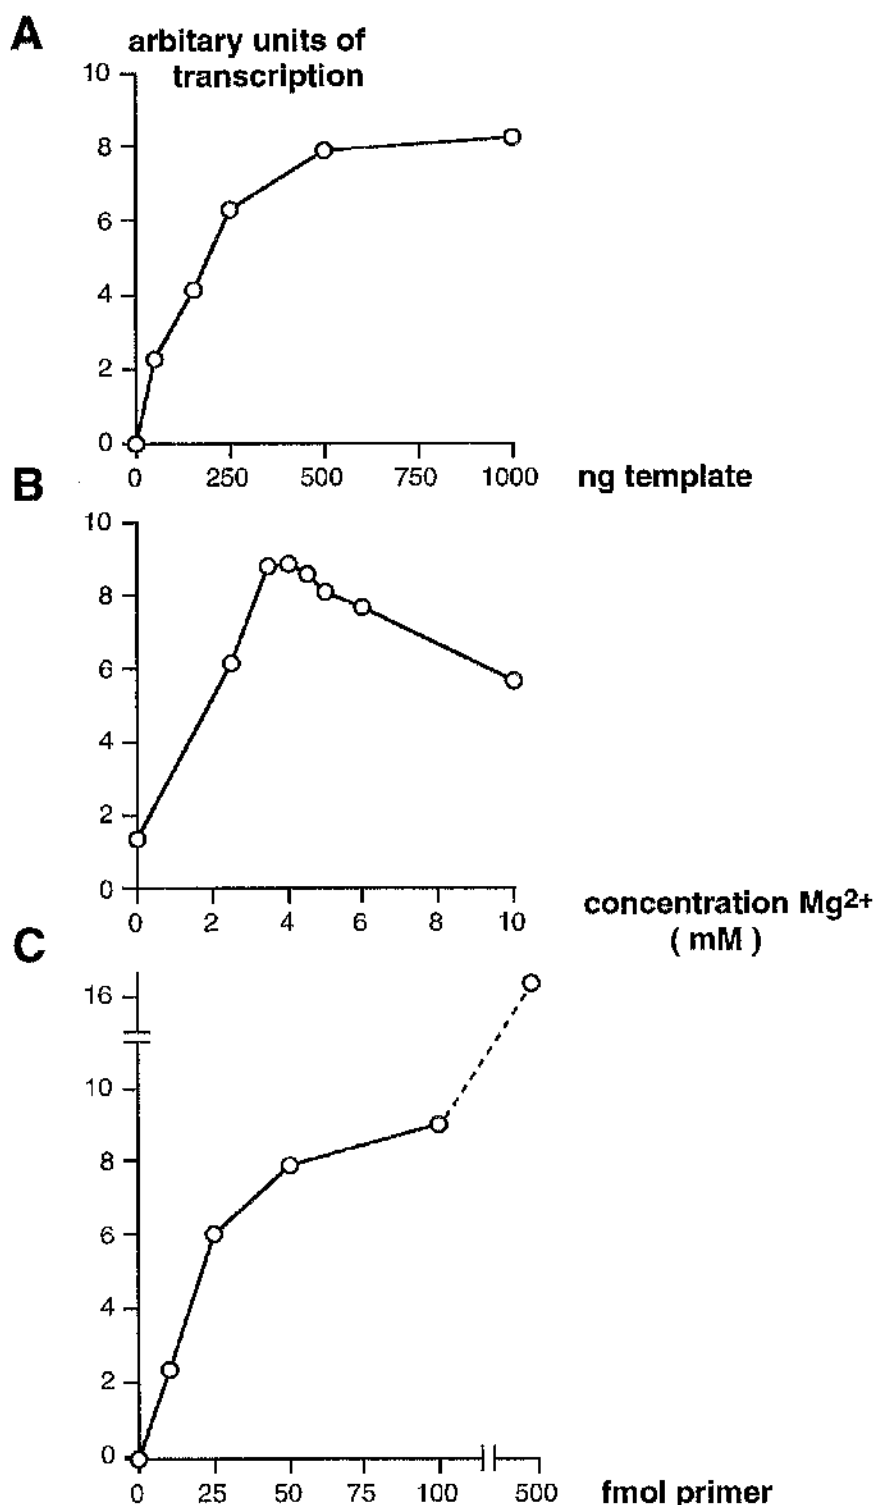 A
arbitary units of
transcription
10
8
6
4
2
0
0 250 500 750 1000 ng template
B
10
8
6
4
2
0
0 2 4 6 8 10 concentration Mg2+
( mM )
C
16
10
8
6
4
2
0
0 25 50 75 100 500 fmol primer